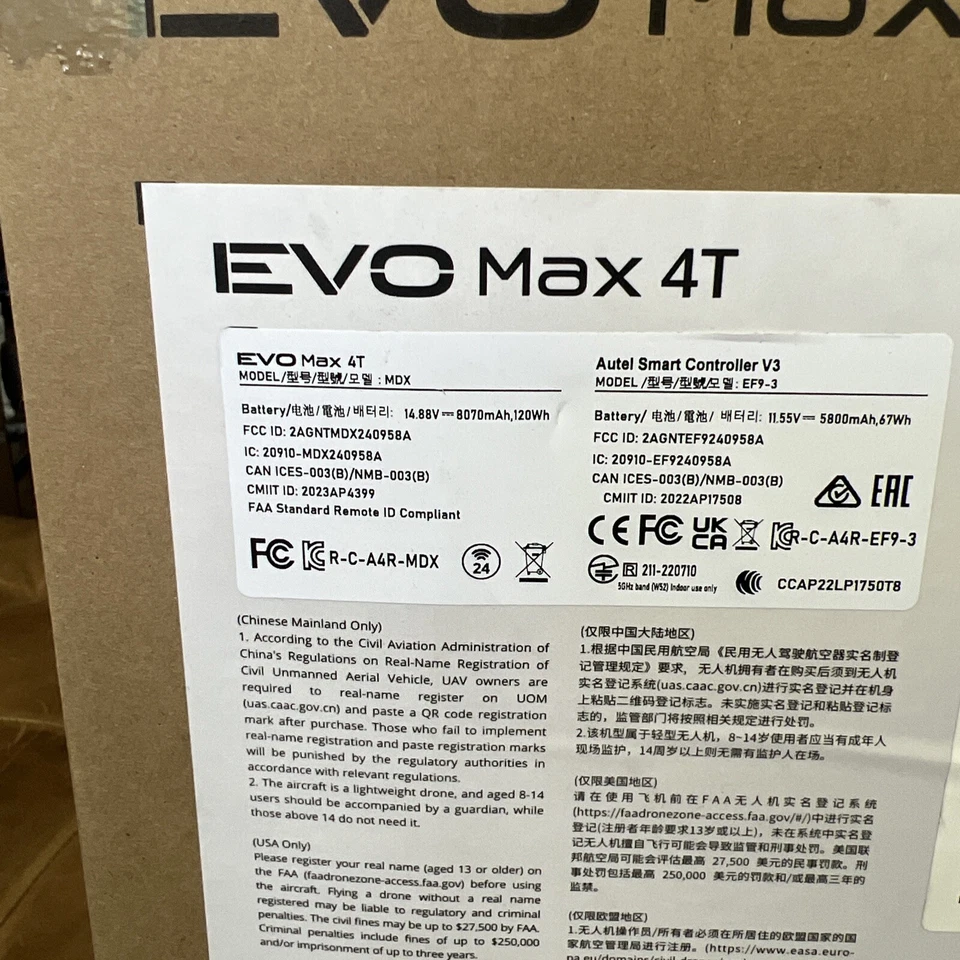 EVO Max
EVO Max 4T
EVO Max 4T
MODEL/型号/型號/모델 : MDX
Battery/电池/電池/배터리: 14.88V⎓8070mAh,120Wh
FCC ID: 2AGNTMDX240958A
IC: 20910-MDX240958A
CAN ICES-003(B)/NMB-003(B)
CMIIT ID: 2023AP4399
FAA Standard Remote ID Compliant
FC R-C-A4R-MDX 24
Autel Smart Controller V3
MODEL /型号/型號/모델: EF9-3
Battery/ 电池/電池/ 배터리: 11.55V⎓5800mAh,67Wh
FCC ID: 2AGNTEF9240958A
IC: 20910-EF9240958A
CAN ICES-003(B)/NMB-003(B)
CMIIT ID: 2022AP17508
EAC
CE FC UK CA R-C-A4R-EF9-3
R 211-220710
5GHz band (W52) Indoor use only
CCAP22LP1750T8
(Chinese Mainland Only)
1. According to the Civil Aviation Administration of
China's Regulations on Real-Name Registration of
Civil Unmanned Aerial Vehicle, UAV owners are
required to real-name register on UOM
(uas.caac.gov.cn) and paste a QR code registration
mark after purchase. Those who fail to implement
real-name registration and paste registration marks
will be punished by the regulatory authorities in
accordance with relevant regulations.
2. The aircraft is a lightweight drone, and aged 8-14
users should be accompanied by a guardian, while
those above 14 do not need it.
(USA Only)
Please register your real name (aged 13 or older) on
the FAA (faadronezone-access.faa.gov) before using
the aircraft. Flying a drone without a real name
registered may be liable to regulatory and criminal
penalties. The civil fines may be up to $27,500 by FAA.
Criminal penalties include fines of up to $250,000
and/or imprisonment of up to three years.
(仅限中国大陆地区)
1.根据中国民用航空局《民用无人驾驶航空器实名制登
记管理规定》要求，无人机拥有者在购买后须到无人机
实名登记系统(uas.caac.gov.cn)进行实名登记并在机身
上粘贴二维码登记标志。未实施实名登记和粘贴登记标
志的，监管部门将按照相关规定进行处罚。
2.该机型属于轻型无人机，8~14岁使用者应当有成年人
现场监护，14周岁以上则无需有监护人在场。
(仅限美国地区)
请在使用飞机前在FAA无人机实名登记系统
(https://faadronezone-access.faa.gov/#/)中进行实名
登记(注册者年龄要求13岁或以上)，未在系统中实名登
记无人机擅自飞行可能会导致监管和刑事处罚。美国联
邦航空局可能会评估最高 27,500 美元的民事罚款。刑
事处罚包括最高 250,000 美元的罚款和/或最高三年的
监禁。
(仅限欧盟地区)
1.无人机操作员/所有者必须在所居住的欧盟国家的国
家航空管理局进行注册。(https://www.easa.euro-
pa.eu/domains/civil-